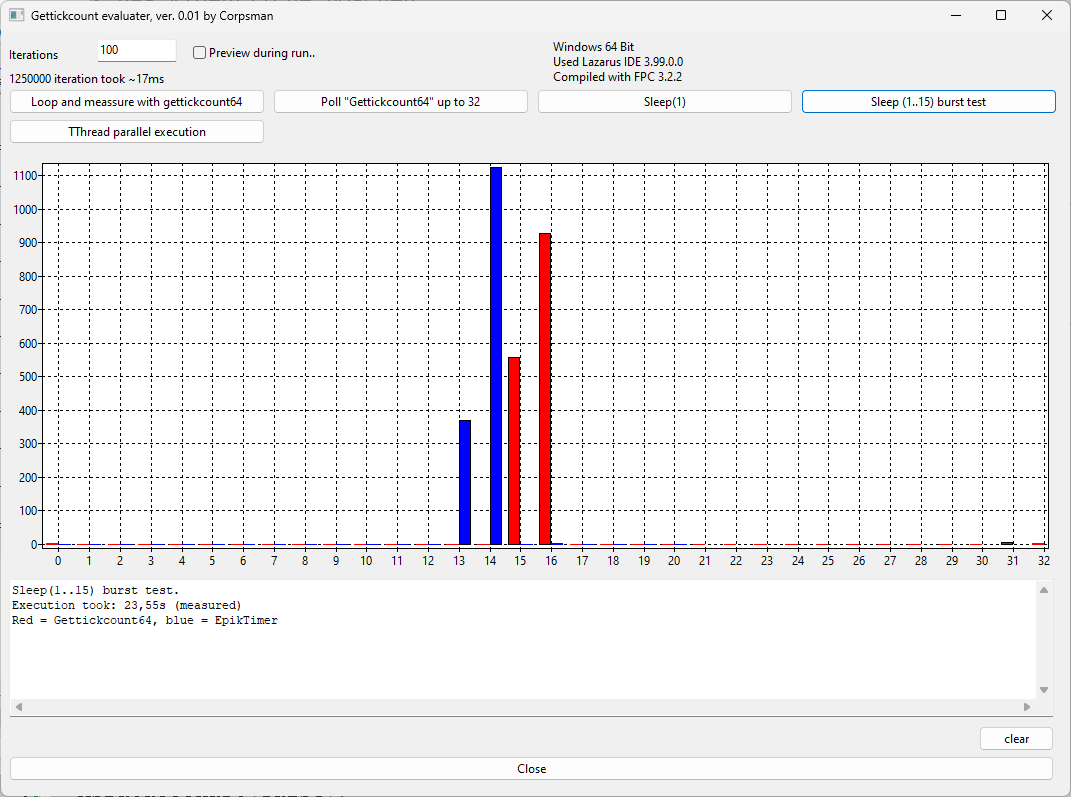 Gettickcount evaluater, ver. 0.01 by Corpsman
Iterations
100
Preview during run..
Windows 64 Bit
Used Lazarus IDE 3.99.0.0
Compiled with FPC 3.2.2
1250000 iteration took ~17ms
Loop and meassure with gettickcount64
Poll "Gettickcount64" up to 32
Sleep(1)
Sleep (1..15) burst test
TThread parallel execution
1100
1000
900
800
700
600
500
400
300
200
100
0
0 1 2 3 4 5 6 7 8 9 10 11 12 13 14 15 16 17 18 19 20 21 22 23 24 25 26 27 28 29 30 31 32
Sleep(1..15) burst test.
Execution took: 23,55s (measured)
Red = Gettickcount64, blue = EpikTimer
clear
Close